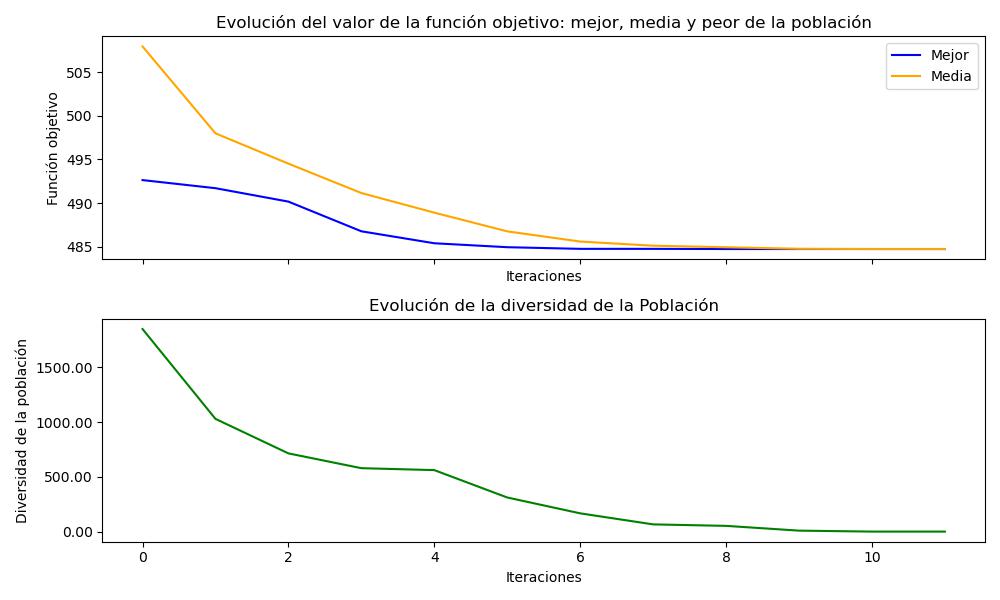 Evolución del valor de la función objetivo: mejor, media y peor de la población
Mejor
Media
Función objetivo
505
500
495
490
485
Iteraciones
Evolución de la diversidad de la Población
Diversidad de la población
1500.00
1000.00
500.00
0.00
0 2 4 6 8 10
Iteraciones